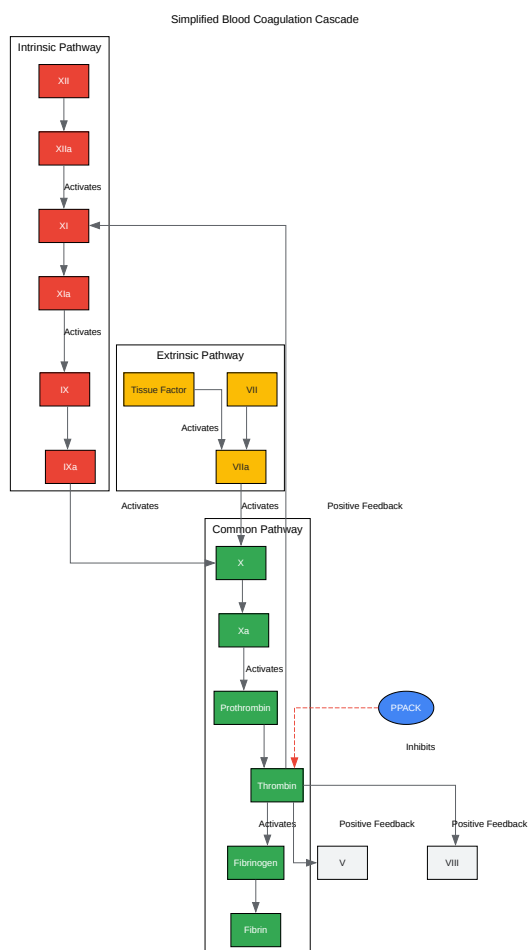 Simplified Blood Coagulation Cascade
Intrinsic Pathway
XII
XIIa
Activates
XI
XIa
Activates
Extrinsic Pathway
IX
Tissue Factor
VII
Activates
IXa
VIIa
Activates
Activates
Positive Feedback
Common Pathway
X
Xa
Activates
Prothrombin
PPACK
Inhibits
Thrombin
Activates
Positive Feedback
Positive Feedback
Fibrinogen
V
VIII
Fibrin